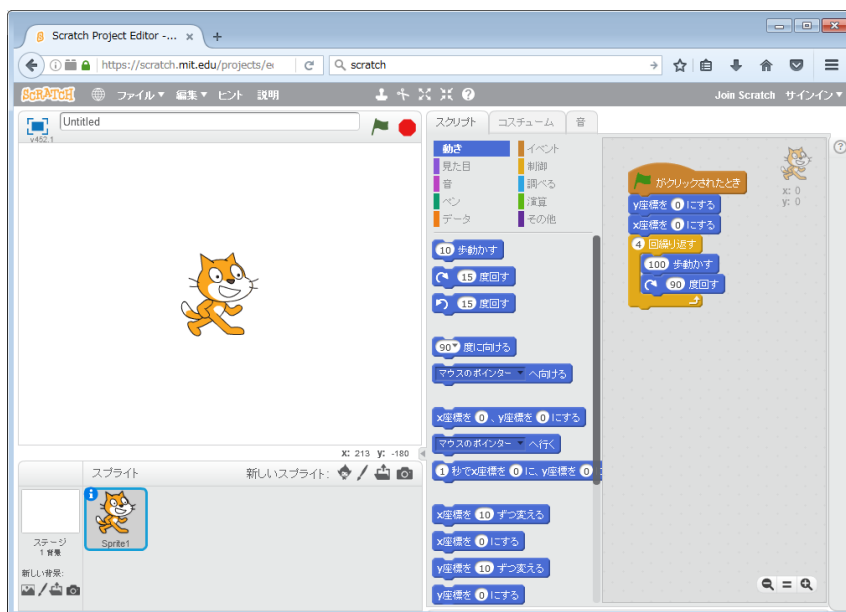 Scratch Project Editor -... ×
https://scratch.mit.edu/projects/e
scratch
SCRATCH ファイル▼ 編集▼ ヒント 説明 Join Scratch サインイン▼
Untitled
v452.1
スクリプト コスチューム 音
動き イベント
見た目 制御
音 調べる
ペン 演算
データ その他
10 歩動かす
15 度回す
15 度回す
90▼ 度に向ける
マウスのポインター へ向ける
x座標を 0 、y座標を 0 にする
マウスのポインター へ行く
1 秒でx座標を 0 に、y座標を 0 に
x座標を 10 ずつ変える
x座標を 0 にする
y座標を 10 ずつ変える
y座標を 0 にする
がクリックされたとき
y座標を 0 にする
x座標を 0 にする
4 回繰り返す
100 歩動かす
90 度回す
x: 0
y: 0
x: 213 y: -180
スプライト 新しいスプライト:
ステージ
1 背景
Sprite1
新しい背景: